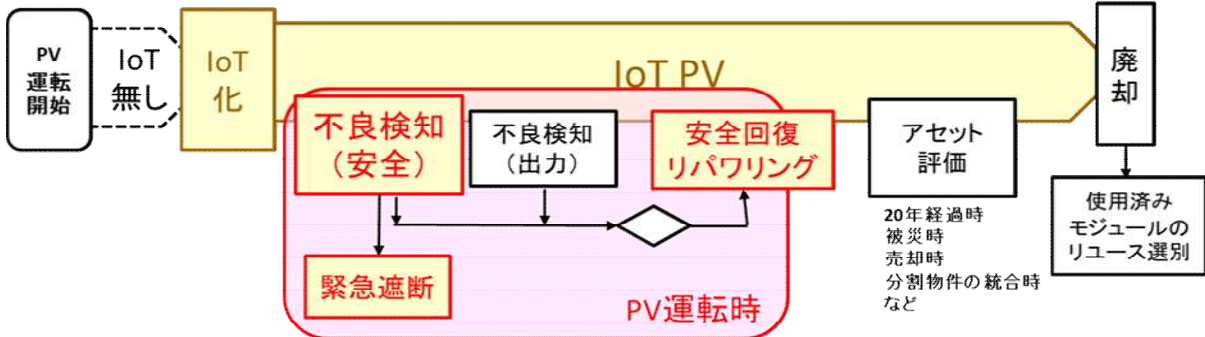 PV
運転
開始
IoT
無し
IoT
化
IoT PV
廃
却
不良検知
(安全)
不良検知
(出力)
安全回復
リパワリング
アセット
評価
緊急遮断
PV運転時
20年経過時
被災時
売却時
分割物件の統合時
など
使用済み
モジュールの
リユース選別